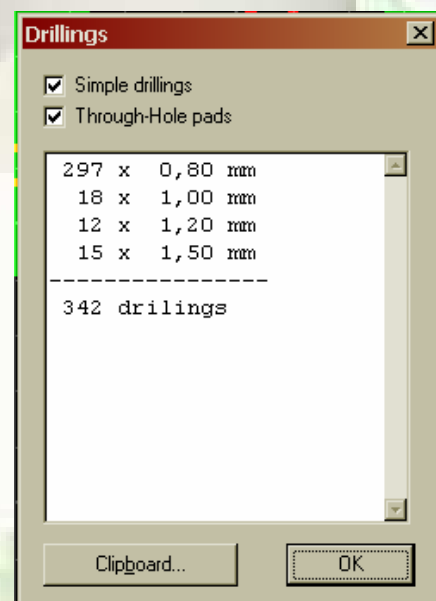 Drillings
Simple drillings
Through-Hole pads
297 x 0,80 mm
18 x 1,00 mm
12 x 1,20 mm
15 x 1,50 mm
----------------
342 drilings
Clipboard...
OK